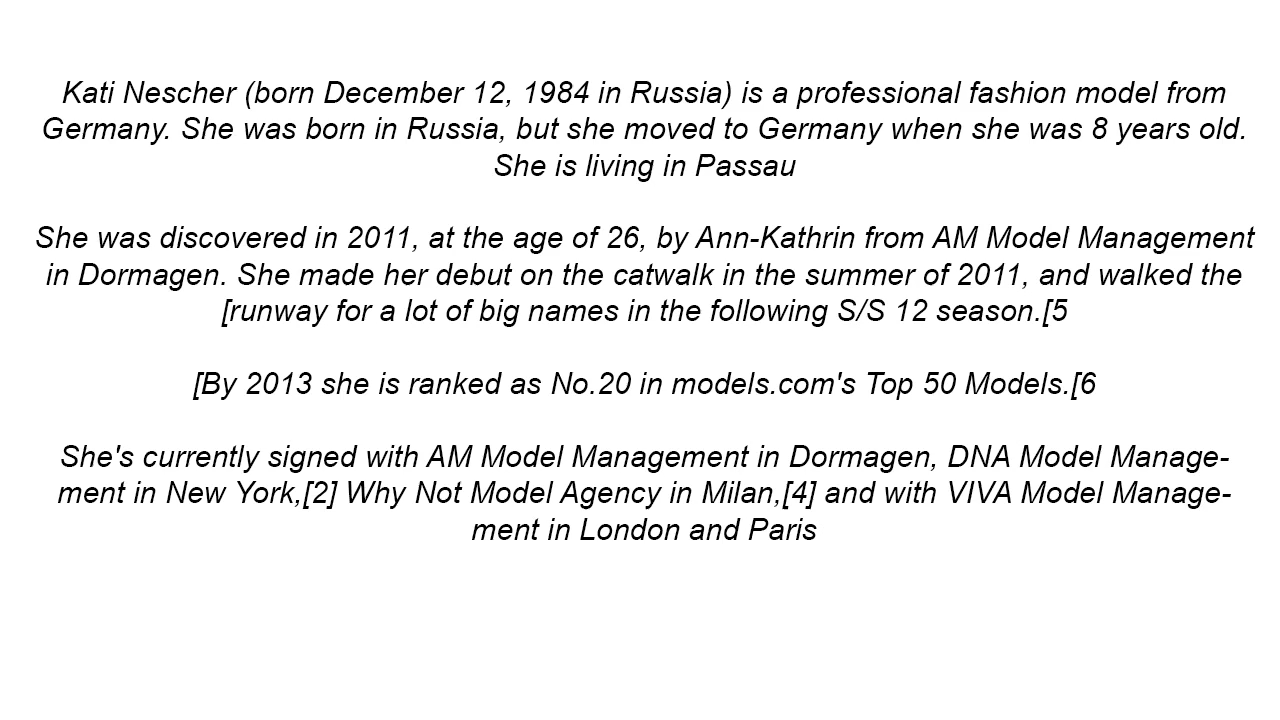 Kati Nescher (born December 12, 1984 in Russia) is a professional fashion model from
Germany. She was born in Russia, but she moved to Germany when she was 8 years old.
She is living in Passau
She was discovered in 2011, at the age of 26, by Ann-Kathrin from AM Model Management
in Dormagen. She made her debut on the catwalk in the summer of 2011, and walked the
[runway for a lot of big names in the following S/S 12 season.[5
[By 2013 she is ranked as No.20 in models.com's Top 50 Models.[6
She's currently signed with AM Model Management in Dormagen, DNA Model Manage-
ment in New York,[2] Why Not Model Agency in Milan,[4] and with VIVA Model Manage-
ment in London and Paris